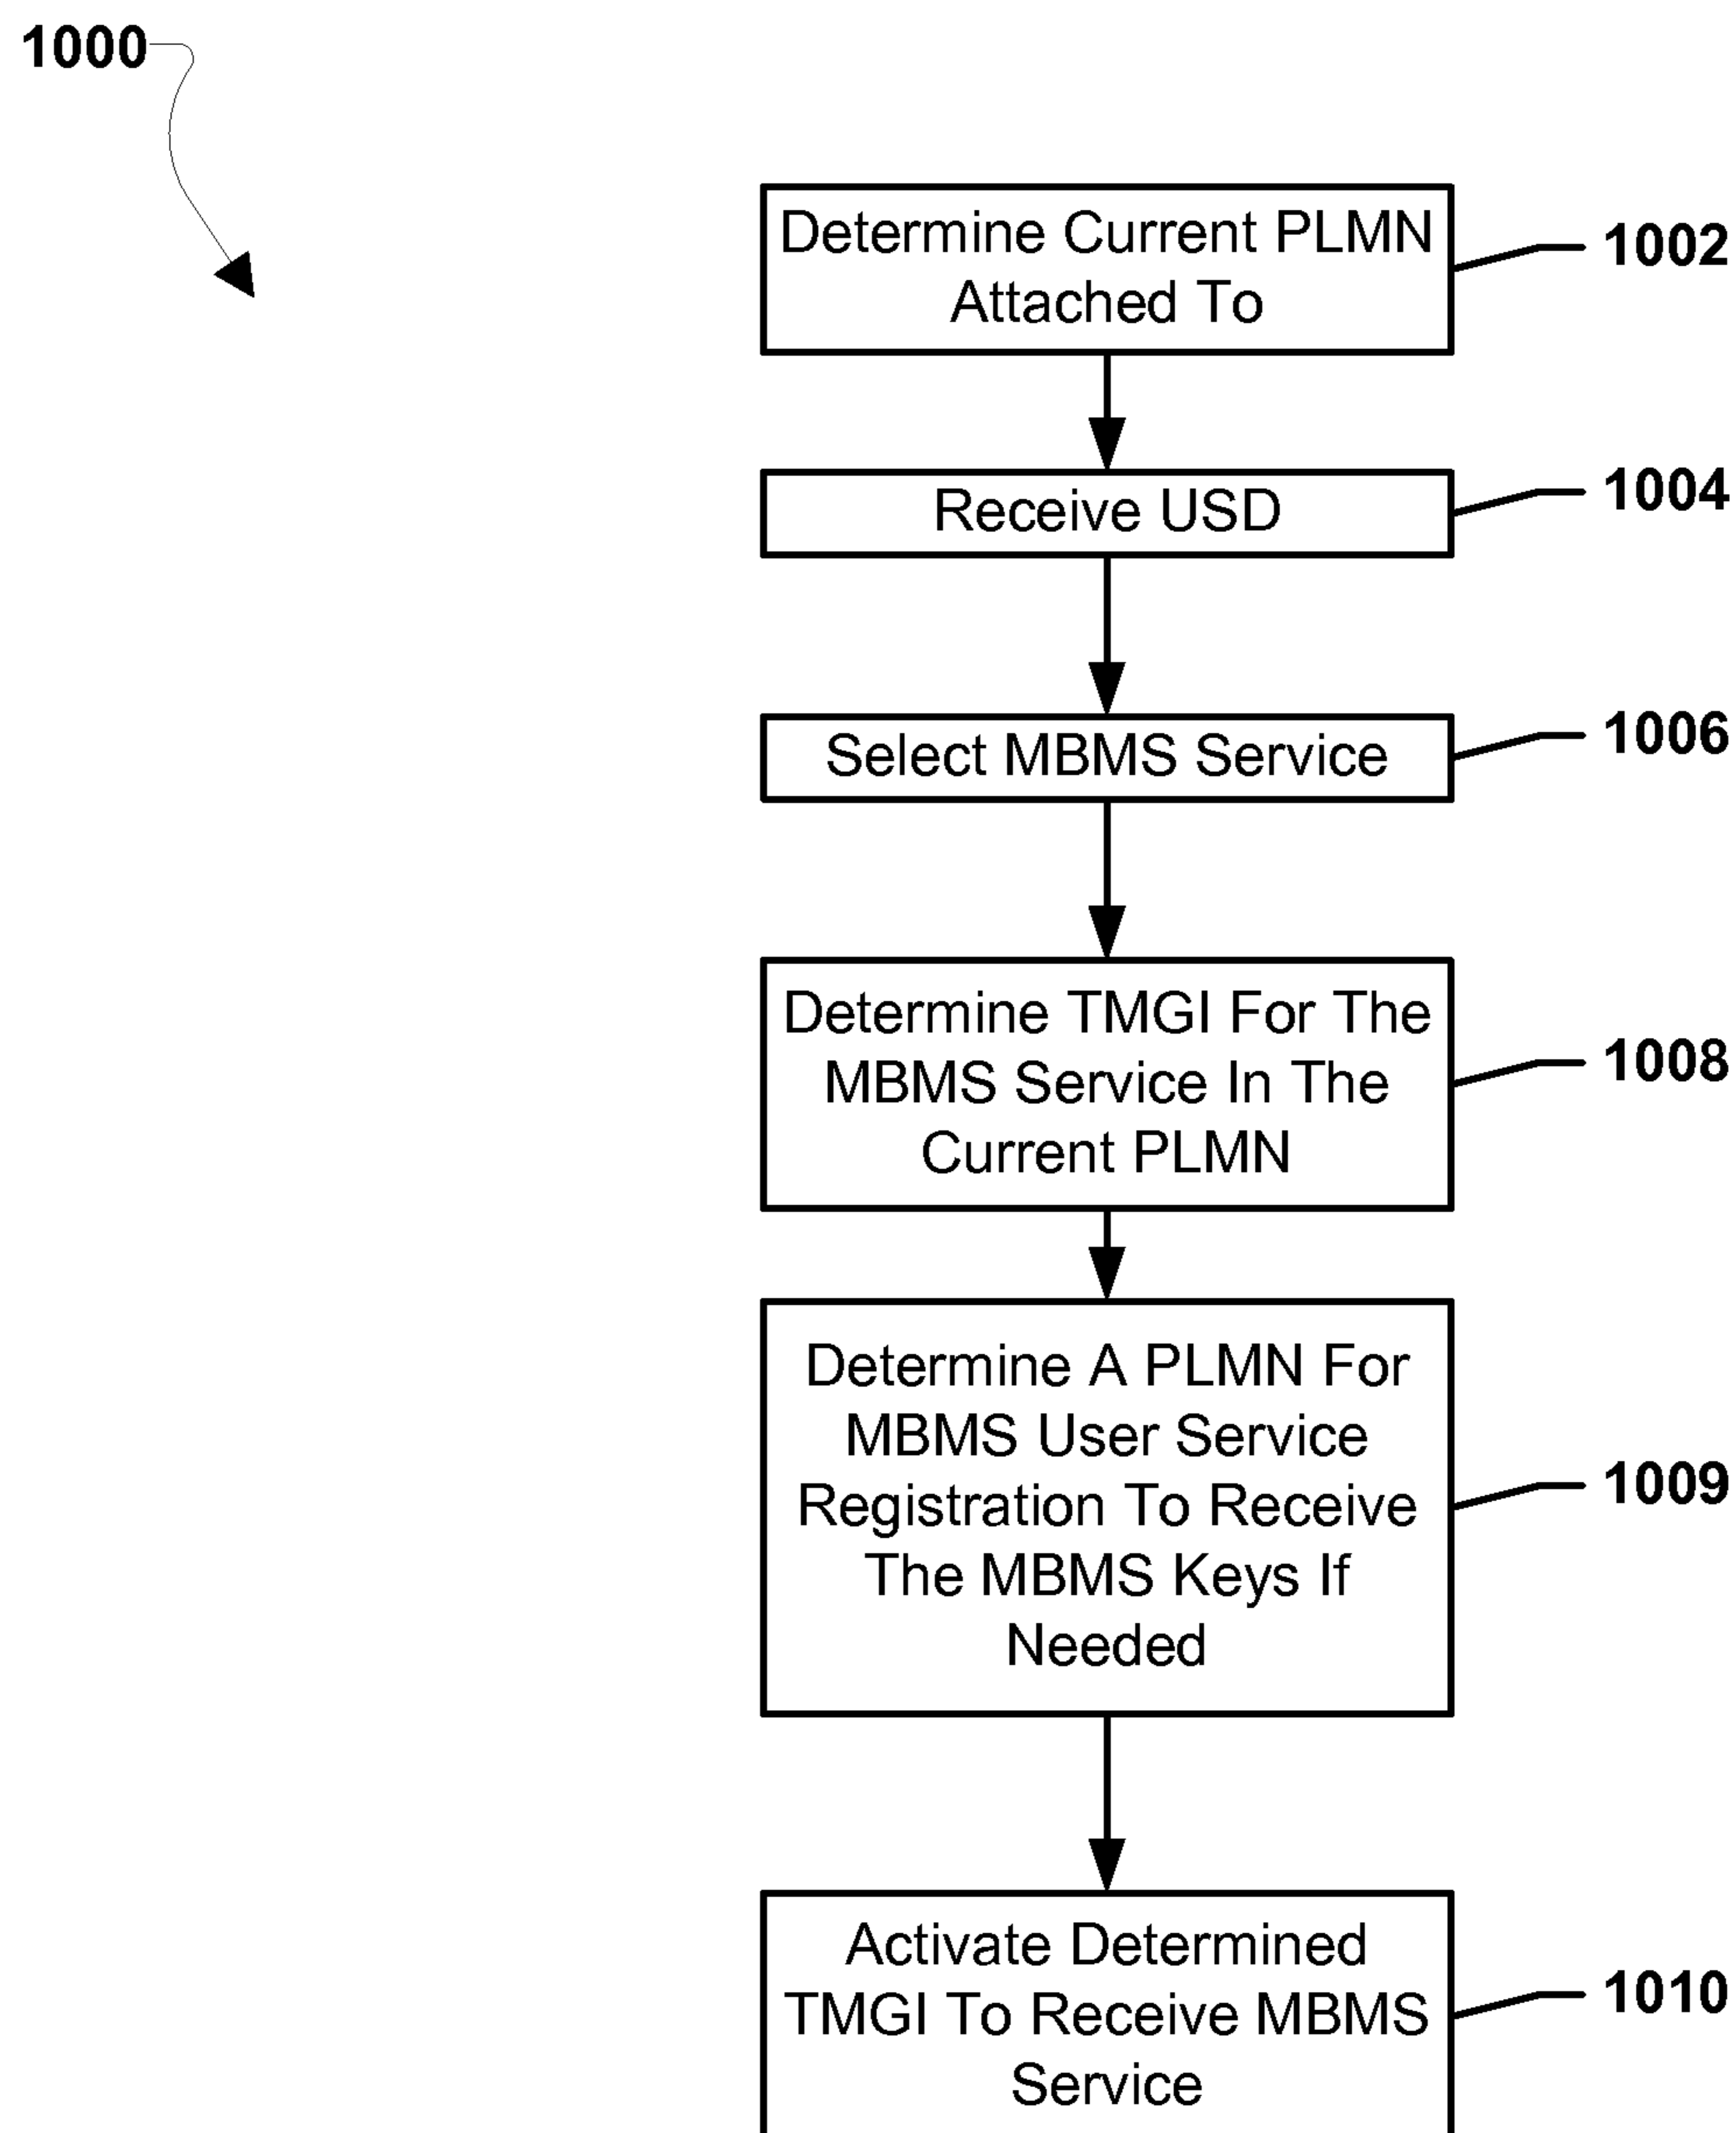 1000
Determine Current PLMN
Attached To
1002
Receive USD
1004
Select MBMS Service
1006
Determine TMGI For The
MBMS Service In The
Current PLMN
1008
Determine A PLMN For
MBMS User Service
Registration To Receive
The MBMS Keys If
Needed
1009
Activate Determined
TMGI To Receive MBMS
Service
1010